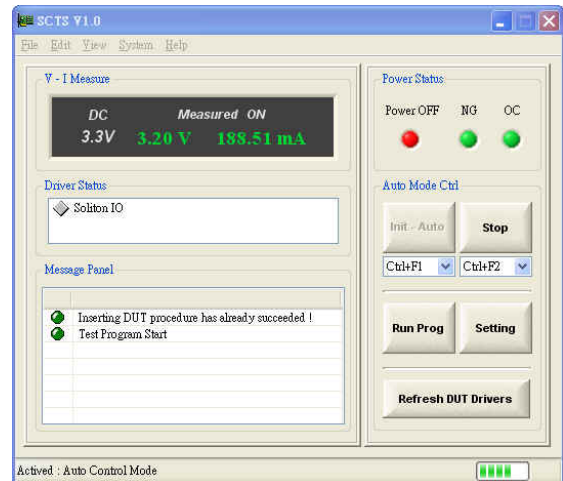 SCTS V1.0
File Edit View System Help
V - I Measure
DC Measured ON
3.3V 3.20 V 188.51 mA
Driver Status
Soliton IO
Message Panel
Inserting DUT procedure has already succeeded !
Test Program Start
Power Status
Power OFF NG OC
Auto Mode Ctrl
Init - Auto Stop
Ctrl+F1 Ctrl+F2
Run Prog Setting
Refresh DUT Drivers
Actived : Auto Control Mode